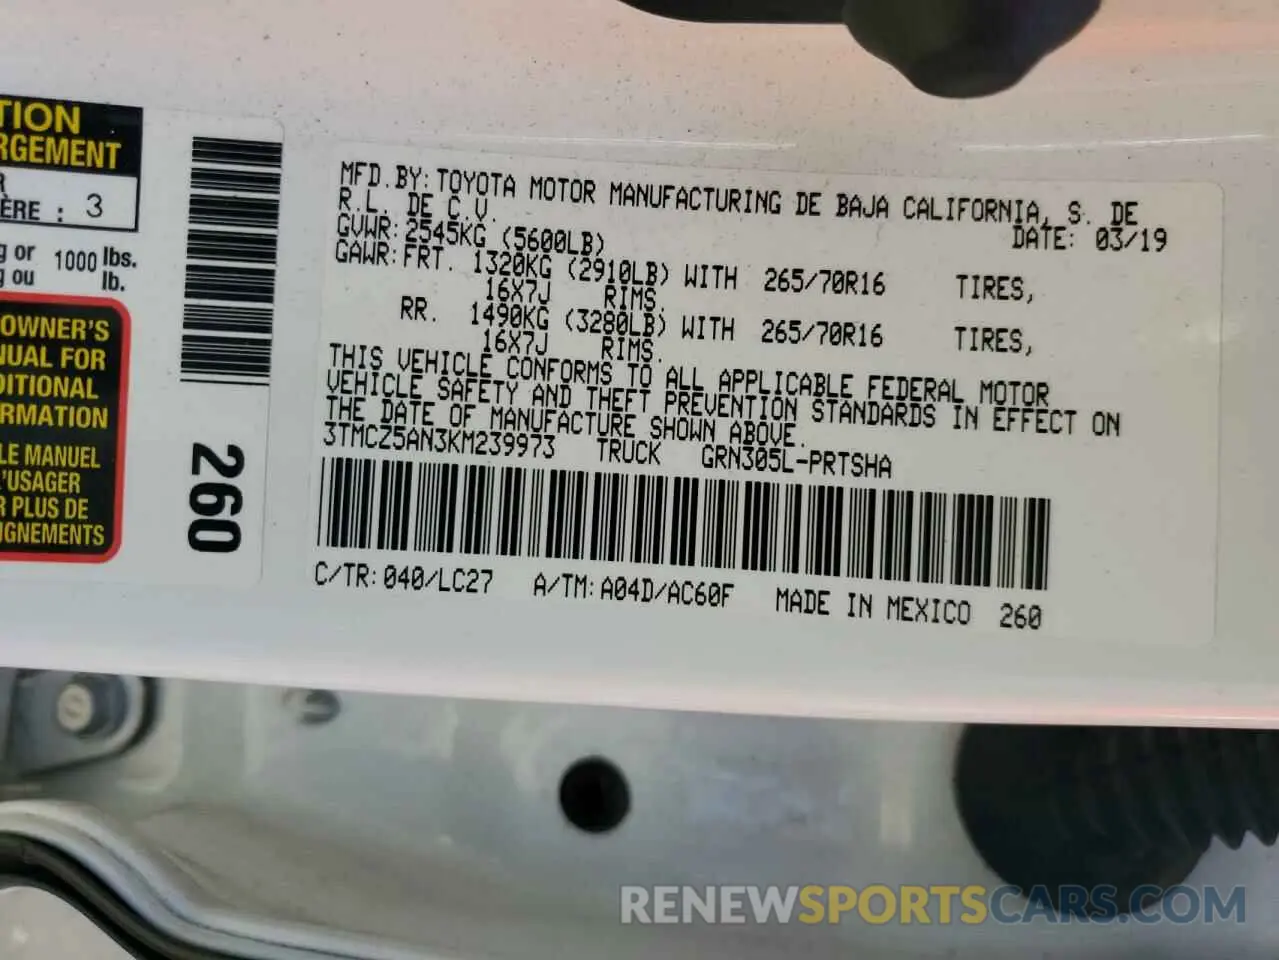 TION
RGEMENT
R
ÈRE : 3
g or 1000 lbs.
g ou lb.
OWNER'S
NUAL FOR
DITIONAL
ORMATION
LE MANUEL
L'USAGER
R PLUS DE
IGNEMENTS
260
MFD.BY:TOYOTA MOTOR MANUFACTURING DE BAJA CALIFORNIA, S. DE
R.L. DE C.V.
DATE: 03/19
GVWR:2545KG (5600LB)
GAWR:FRT. 1320KG (2910LB) WITH 265/70R16 TIRES,
16X7J RIMS.
RR. 1490KG (3280LB) WITH 265/70R16 TIRES,
16X7J RIMS.
THIS VEHICLE CONFORMS TO ALL APPLICABLE FEDERAL MOTOR
VEHICLE SAFETY AND THEFT PREVENTION STANDARDS IN EFFECT ON
THE DATE OF MANUFACTURE SHOWN ABOVE.
3TMCZ5AN3KM239973 TRUCK GRN305L-PRTSHA
C/TR:040/LC27 A/TM:A04D/AC60F MADE IN MEXICO 260
RENEWSPORTSCARS.COM